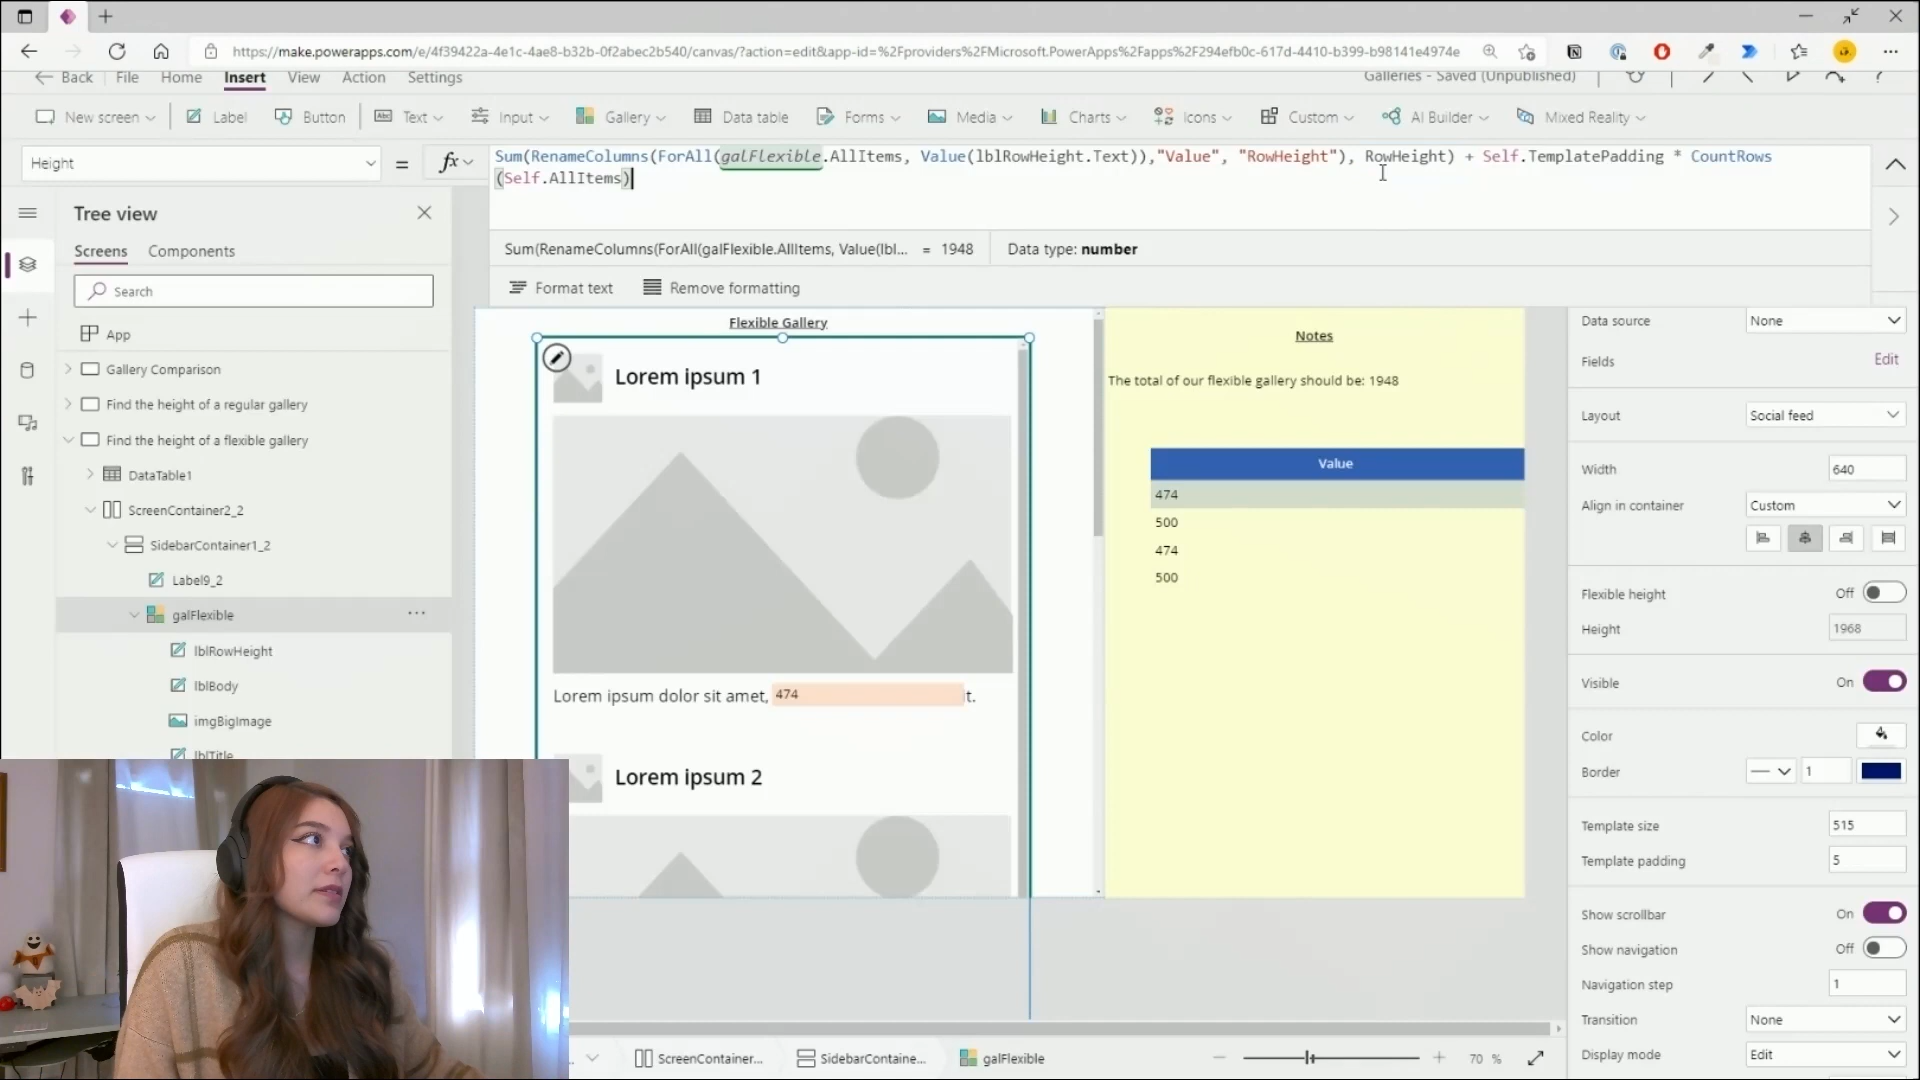 https://make.powerapps.com/e/4f39422a-4e1c-4ae8-b32b-0f2abec2b540/canvas/?action=edit&app-id=%2Fproviders%2FMicrosoft.PowerApps%2Fapps%2F294efb0c-617d-4410-b399-b98141e4974e
Back File Home Insert View Action Settings
Galleries - Saved (Unpublished)
New screen Label Button Text Input Gallery Data table Forms Media Charts Icons Custom AI Builder Mixed Reality
Height = fx
Sum(RenameColumns(ForAll(galFlexible.AllItems, Value(lblRowHeight.Text)),"Value", "RowHeight"), RowHeight) + Self.TemplatePadding * CountRows
(Self.AllItems)
Sum(RenameColumns(ForAll(galFlexible.AllItems, Value(lbl... = 1948 Data type: number
Format text Remove formatting
Tree view
Screens Components
Search
App
Gallery Comparison
Find the height of a regular gallery
Find the height of a flexible gallery
DataTable1
ScreenContainer2_2
SidebarContainer1_2
Label9_2
galFlexible
lblRowHeight
lblBody
imgBigImage
lblTitle
Flexible Gallery
Lorem ipsum 1
Lorem ipsum dolor sit amet, 474 it.
Lorem ipsum 2
Notes
The total of our flexible gallery should be: 1948
Value
474
500
474
500
Data source None
Fields Edit
Layout Social feed
Width 640
Align in container Custom
Flexible height Off
Height 1968
Visible On
Color
Border 1
Template size 515
Template padding 5
Show scrollbar On
Show navigation Off
Navigation step 1
Transition None
Display mode Edit
ScreenContainer... SidebarContaine... galFlexible
70 %